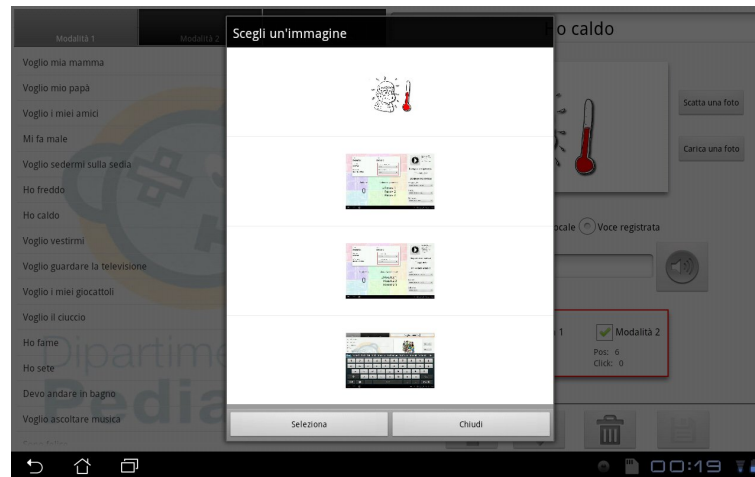 Modalità 1
Modalità 2
Scegli un'immagine
Ho caldo
Voglio mia mamma
Voglio mio papà
Voglio i miei amici
Mi fa male
Voglio sedermi sulla sedia
Ho freddo
Ho caldo
Voglio vestirmi
Voglio guardare la televisione
Voglio i miei giocattoli
Voglio il ciuccio
Ho fame
Ho sete
Devo andare in bagno
Voglio ascoltare musica
Scatta una foto
Carica una foto
Voce registrata
1
Modalità 2
Pos: 6
Click: 0
Seleziona
Chiudi
00:19